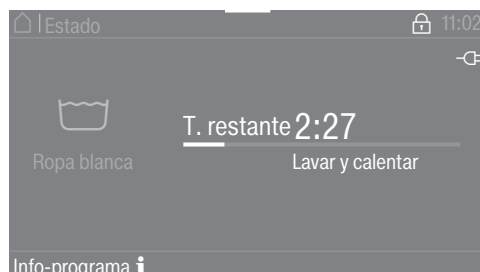 Estado
11:02
T. restante 2:27
Ropa blanca
Lavar y calentar
Info-programa i